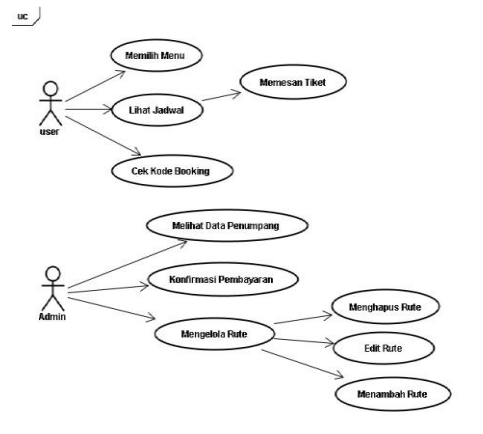 uc
Memilih Menu
Memesan Tiket
Lihat Jadwal
user
Cek Kode Booking
Melihat Data Penumpang
Konfirmasi Pembayaran
Admin
Mengelola Rute
Menghapus Rute
Edit Rute
Menambah Rute